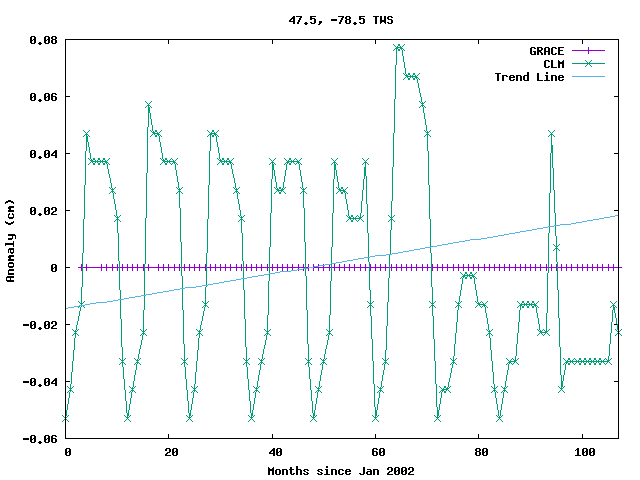 47.5, -78.5 TWS
GRACE
CLM
Trend Line
0.08
0.06
0.04
0.02
0
-0.02
-0.04
-0.06
Anomaly (cm)
0 20 40 60 80 100
Months since Jan 2002